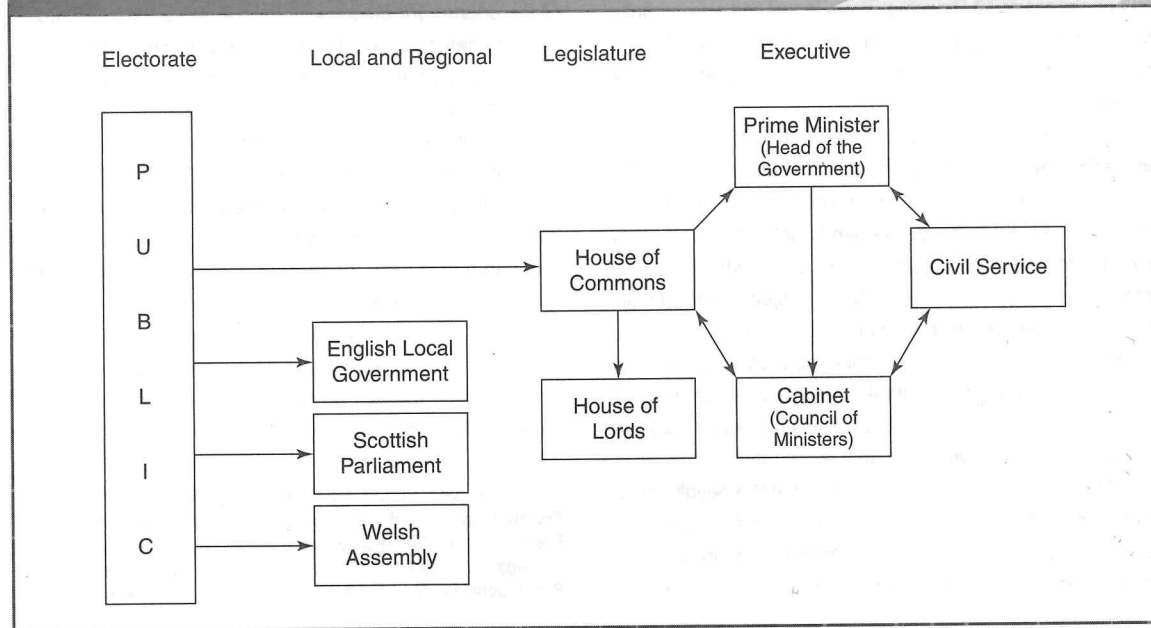 Electorate
Local and Regional
Legislature
Executive
P
U
B
L
I
C
English Local
Government
Scottish
Parliament
Welsh
Assembly
House of
Commons
House of
Lords
Prime Minister
(Head of the
Government)
Civil Service
Cabinet
(Council of
Ministers)